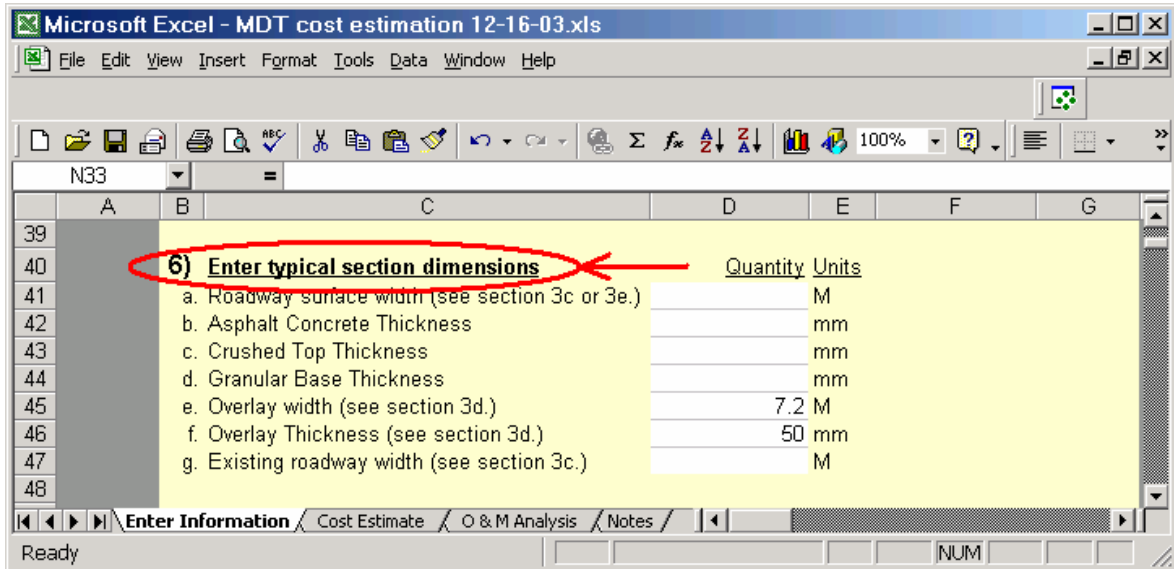 Microsoft Excel - MDT cost estimation 12-16-03.xls
File Edit View Insert Format Tools Data Window Help
ABC Σ fx A Z Z A 100% ?
N33 =
A B C D E F G
39
40 6) Enter typical section dimensions Quantity Units
41 a. Roadway surface width (see section 3c or 3e.) M
42 b. Asphalt Concrete Thickness mm
43 c. Crushed Top Thickness mm
44 d. Granular Base Thickness mm
45 e. Overlay width (see section 3d.) 7.2 M
46 f. Overlay Thickness (see section 3d.) 50 mm
47 g. Existing roadway width (see section 3c.) M
48
Enter Information Cost Estimate O & M Analysis Notes
Ready NUM